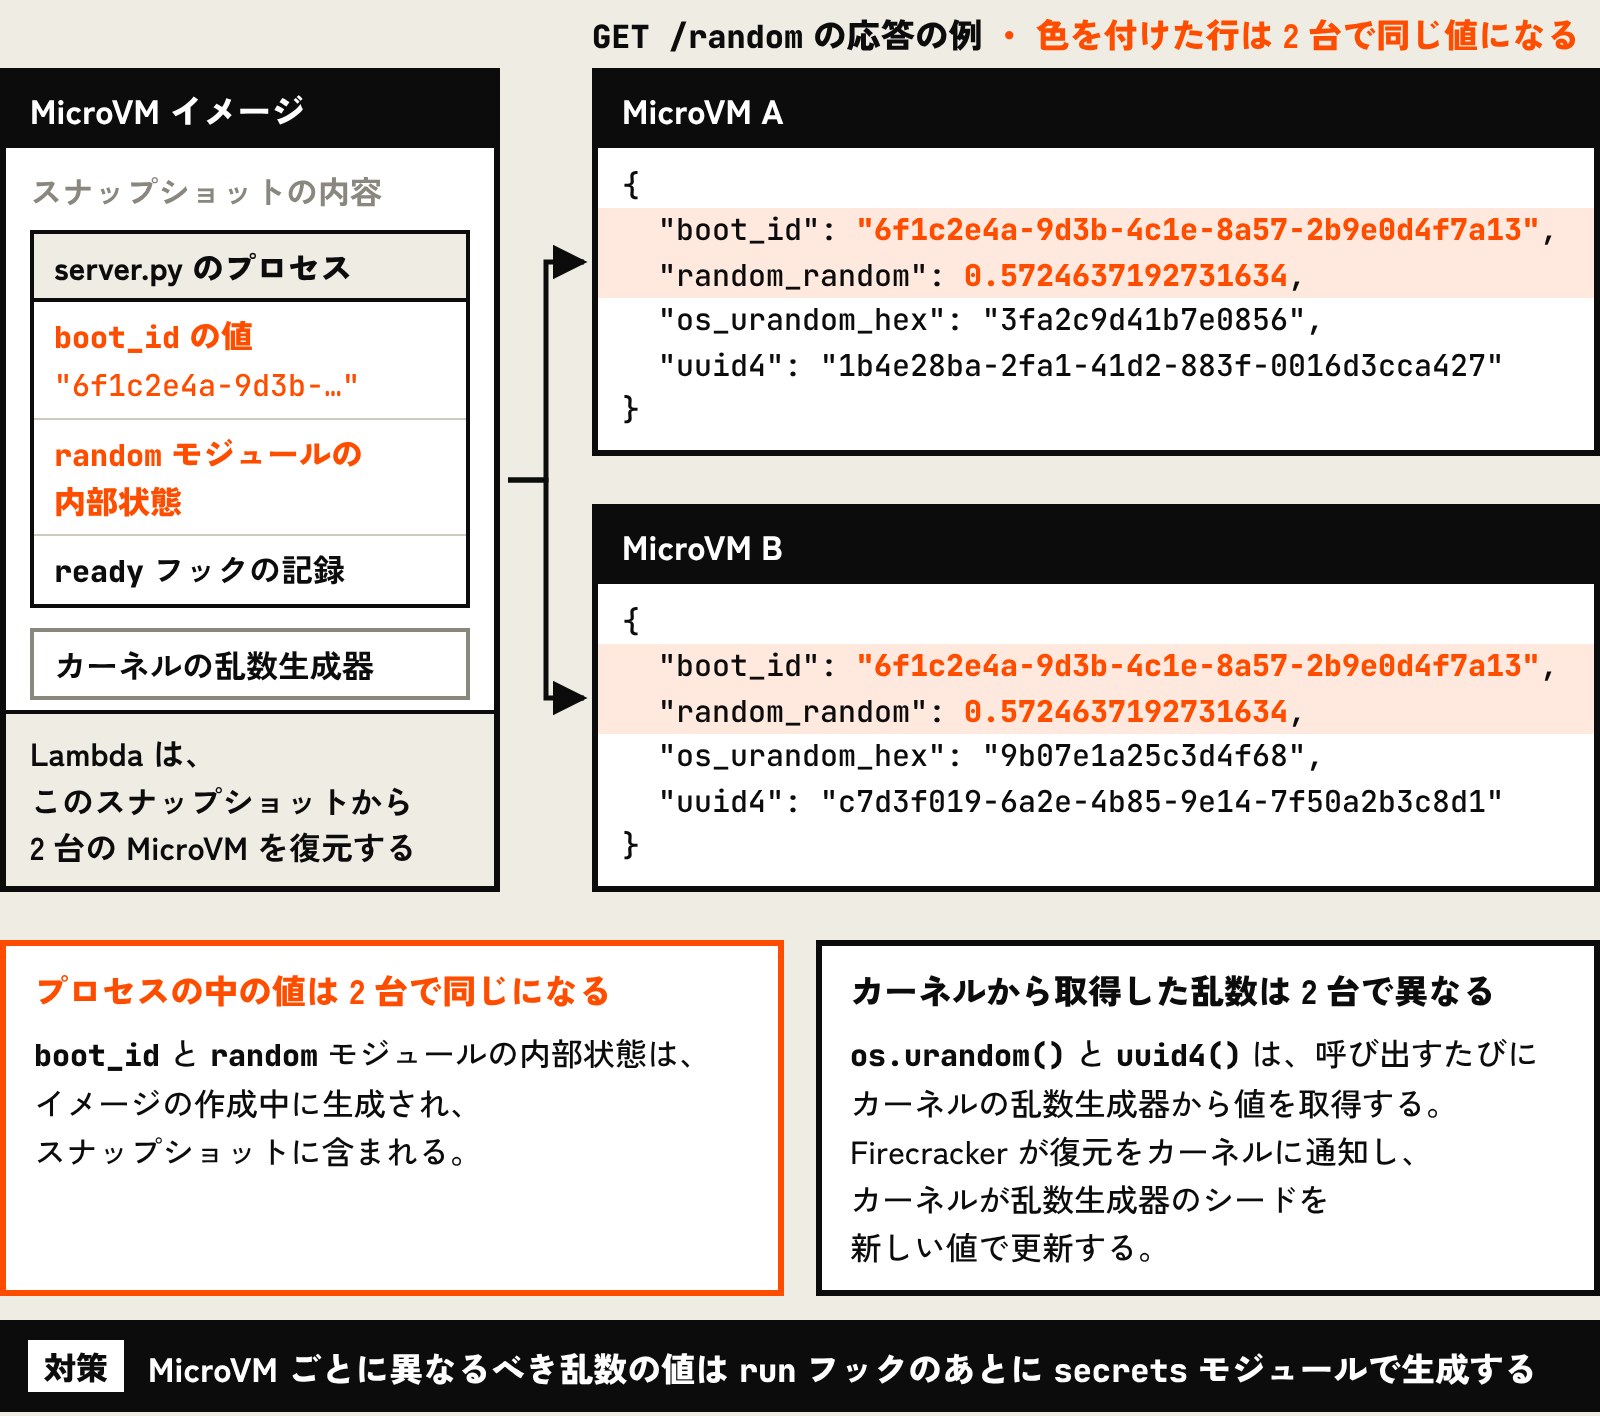 GET /random の応答の例 ・ 色を付けた行は 2 台で同じ値になる
MicroVM イメージ
スナップショットの内容
server.py のプロセス
boot_id の値
"6f1c2e4a-9d3b-…"
random モジュールの
内部状態
ready フックの記録
カーネルの乱数生成器
Lambda は、
このスナップショットから
2 台の MicroVM を復元する
MicroVM A
{
"boot_id": "6f1c2e4a-9d3b-4c1e-8a57-2b9e0d4f7a13",
"random_random": 0.5724637192731634,
"os_urandom_hex": "3fa2c9d41b7e0856",
"uuid4": "1b4e28ba-2fa1-41d2-883f-0016d3cca427"
}
MicroVM B
{
"boot_id": "6f1c2e4a-9d3b-4c1e-8a57-2b9e0d4f7a13",
"random_random": 0.5724637192731634,
"os_urandom_hex": "9b07e1a25c3d4f68",
"uuid4": "c7d3f019-6a2e-4b85-9e14-7f50a2b3c8d1"
}
プロセスの中の値は 2 台で同じになる
boot_id と random モジュールの内部状態は、
イメージの作成中に生成され、
スナップショットに含まれる。
カーネルから取得した乱数は 2 台で異なる
os.urandom() と uuid4() は、呼び出すたびに
カーネルの乱数生成器から値を取得する。
Firecracker が復元をカーネルに通知し、
カーネルが乱数生成器のシードを
新しい値で更新する。
対策 MicroVM ごとに異なるべき乱数の値は run フックのあとに secrets モジュールで生成する